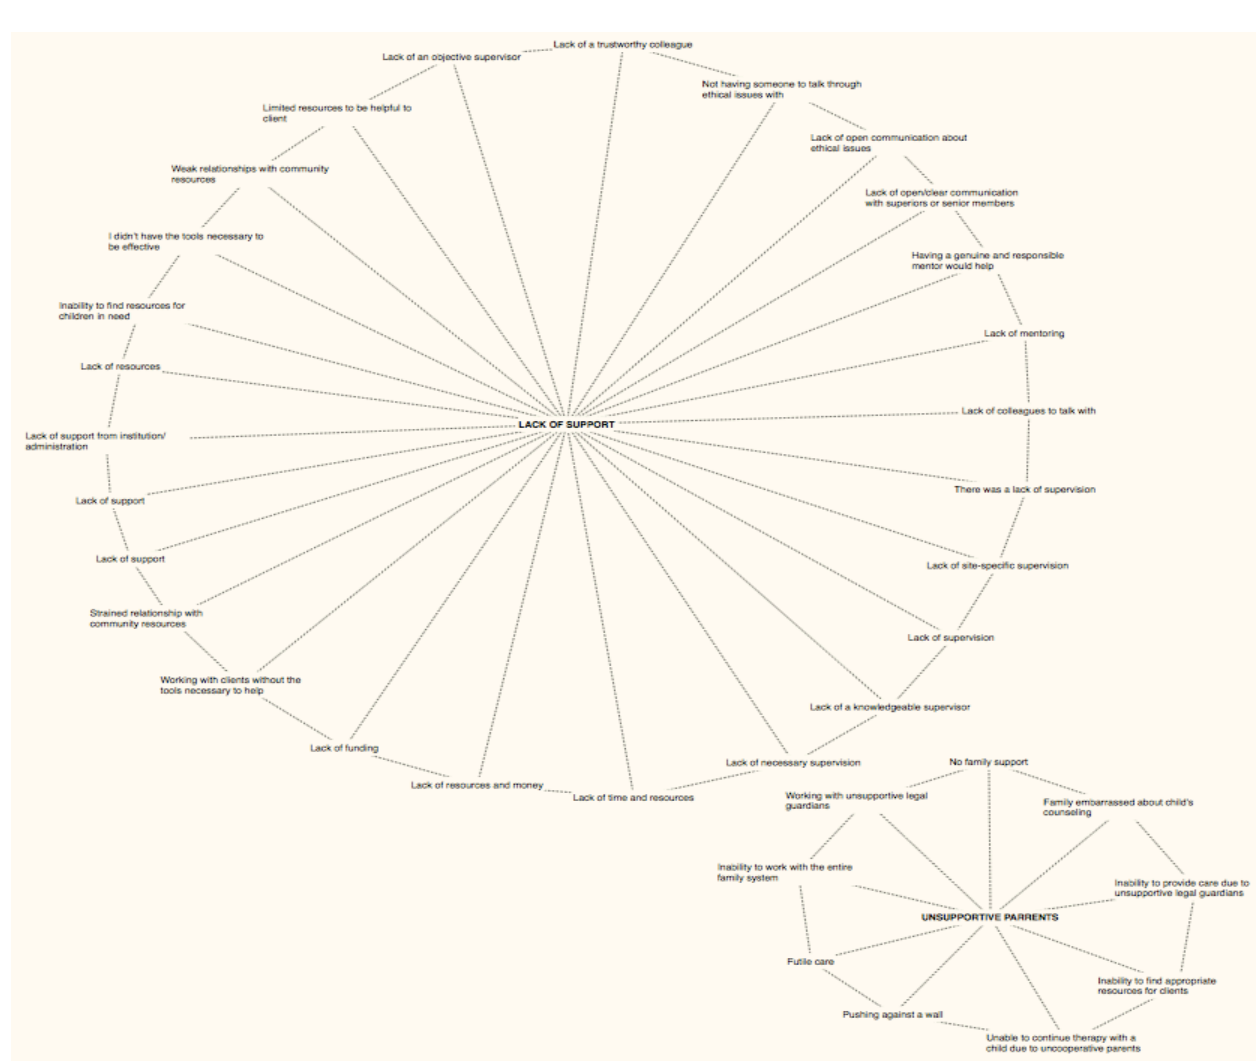 Lack of a trustworthy colleague
Lack of an objective supervisor
Not having someone to talk through
ethical issues with
Limited resources to be helpful to
client
Lack of open communication about
ethical issues
Weak relationships with community
resources
Lack of open/clear communication
with superiors or senior members
I didn't have the tools necessary to
be effective
Having a genuine and responsible
mentor would help
Inability to find resources for
children in need
Lack of mentoring
Lack of resources
Lack of colleagues to talk with
LACK OF SUPPORT
Lack of support from institution/
administration
There was a lack of supervision
Lack of support
Lack of support
Lack of site-specific supervision
Strained relationship with
community resources
Lack of supervision
Working with clients without the
tools necessary to help
Lack of a knowledgeable supervisor
Lack of funding
Lack of necessary supervision
Lack of resources and money
Lack of time and resources
No family support
Working with unsupportive legal
guardians
Family embarrassed about child's
counseling
Inability to work with the entire
family system
Inability to provide care due to
unsupportive legal guardians
UNSUPPORTIVE PARRENTS
Futile care
Inability to find appropriate
resources for clients
Pushing against a wall
Unable to continue therapy with a
child due to uncooperative parents